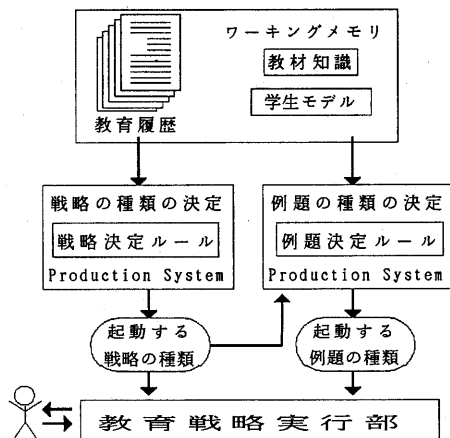 ワーキングメモリ
教材知識
学生モデル
教育履歴
戦略の種類の決定
戦略決定ルール
Production System
例題の種類の決定
例題決定ルール
Production System
起動する
戦略の種類
起動する
例題の種類
教育戦略実行部